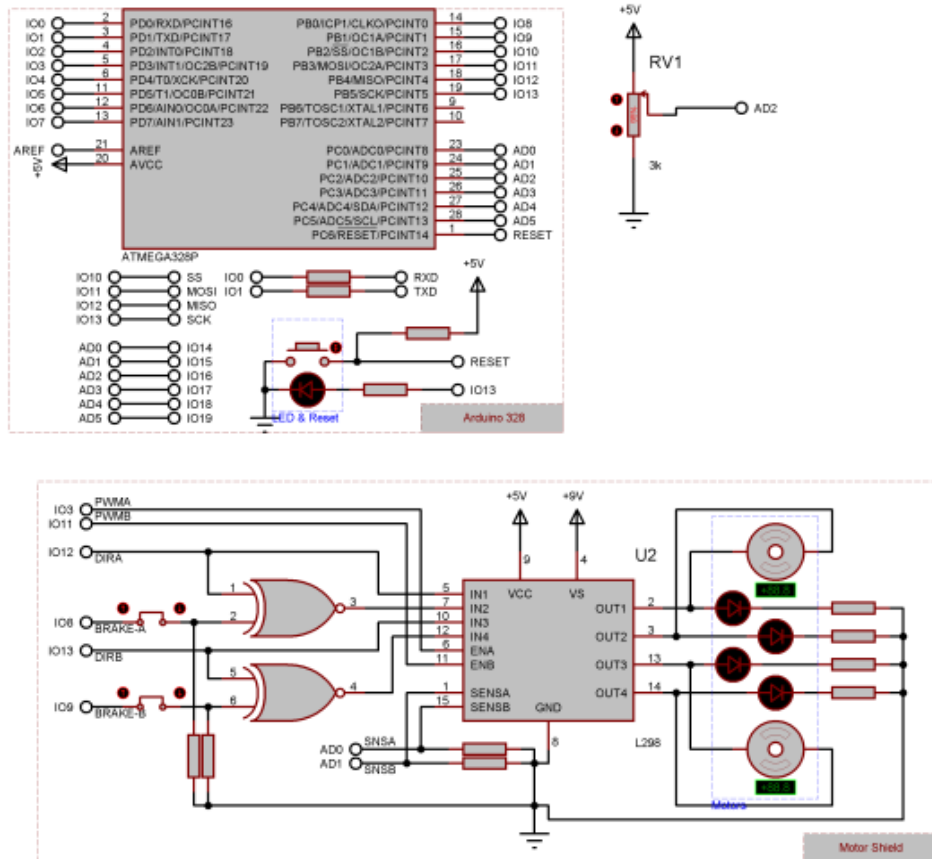 IO0 2 PD0/RXD/PCINT16 PB0/ICP1/CLKO/PCINT0 14 IO8
IO1 3 PD1/TXD/PCINT17 PB1/OC1A/PCINT1 15 IO9
IO2 4 PD2/INT0/PCINT18 PB2/SS/OC1B/PCINT2 16 IO10
IO3 5 PD3/INT1/OC2B/PCINT19 PB3/MOSI/OC2A/PCINT3 17 IO11
IO4 6 PD4/T0/XCK/PCINT20 PB4/MISO/PCINT4 18 IO12
IO5 11 PD5/T1/OC0B/PCINT21 PB5/SCK/PCINT5 19 IO13
IO6 12 PD6/AIN0/OC0A/PCINT22 PB6/TOSC1/XTAL1/PCINT6 9
IO7 13 PD7/AIN1/PCINT23 PB7/TOSC2/XTAL2/PCINT7 10
AREF 21 AREF PC0/ADC0/PCINT8 23 AD0
+5V 20 AVCC PC1/ADC1/PCINT9 24 AD1
PC2/ADC2/PCINT10 25 AD2
PC3/ADC3/PCINT11 26 AD3
PC4/ADC4/SDA/PCINT12 27 AD4
PC5/ADC5/SCL/PCINT13 28 AD5
PC6/RESET/PCINT14 1 RESET
ATMEGA328P
+5V
RV1
AD2
3k
IO10 SS
IO11 MOSI
IO12 MISO
IO13 SCK
IO0 RXD
IO1 TXD
+5V
AD0 IO14
AD1 IO15
AD2 IO16
AD3 IO17
AD4 IO18
AD5 IO19
RESET
IO13
LED & Reset
Arduino 328
IO3 PWMA
IO11 PWMB
IO12 DIRA
IO8 BRAKE-A
IO13 DIRB
IO9 BRAKE-B
1
2
3
5
6
4
+5V
+9V
9
4
U2
VCC VS
5 IN1 OUT1 2
7 IN2 OUT2 3
10 IN3 OUT3 13
12 IN4 OUT4 14
6 ENA
11 ENB
1 SENSA
15 SENSB
GND
8
L298
AD0 SNSA
AD1 SNSB
+88.8
+88.8
Motors
Motor Shield